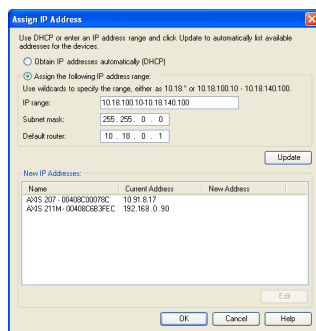 Assign IP Address
Use DHCP or enter an IP address range and click Update to automatically list available
addresses for the devices.
Obtain IP addresses automatically (DHCP)
Assign the following IP address range:
Use wildcards to specify the range, either as 10.18.* or 10.18.100.10 - 10.18.140.100.
IP range: 10.18.100.10-10.18.140.100
Subnet mask: 255 . 255 . 0 . 0
Default router: 10 . 18 . 0 . 1
Update
New IP Addresses:
Name Current Address New Address
AXIS 207 - 00408C00078C 10.91.8.17
AXIS 211M - 00408C6B3FEC 192.168.0.90
Edit
OK Cancel Help